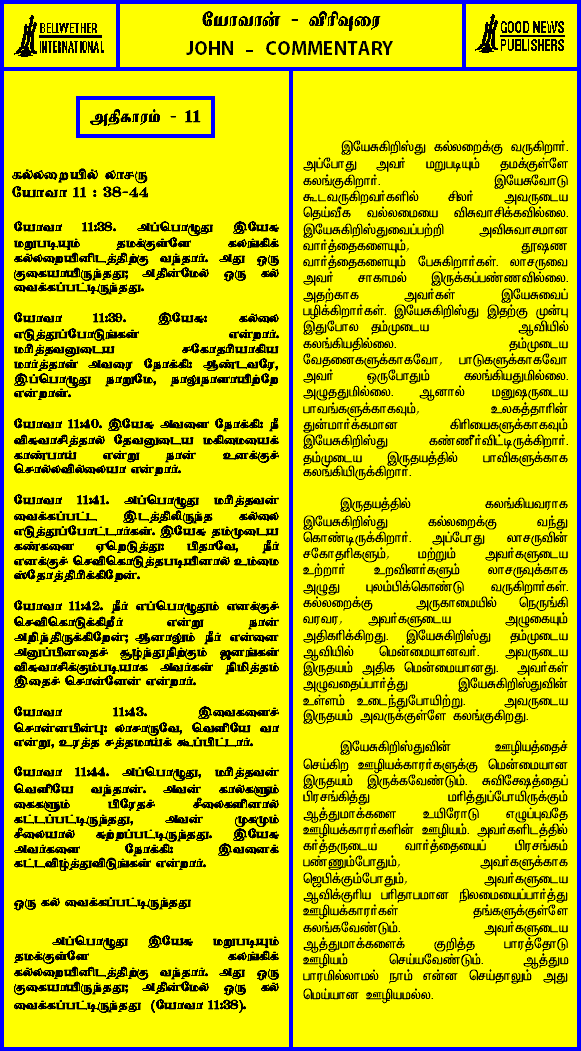 BELWETHER
INTERNATIONAL
யோவான் - விரிவுரை
JOHN - COMMENTARY
GOOD NEWS
PUBLISHERS
அதிகாரம் - 11
கல்லறையில் லாசரு
யோவா 11 : 38-44
யோவா 11:38. அப்பொழுது இயேசு
மறுபடியும் தமக்குள்ளே கலங்கிக்
கல்லறையினிடத்திற்கு வந்தார். அது ஒரு
குகையாயிருந்தது; அதின்மேல் ஒரு கல்
வைக்கப்பட்டிருந்தது.
யோவா 11:39. இயேசு: கல்லை
எடுத்துப்போடுங்கள் என்றார்.
மரித்தவனுடைய சகோதரியாகிய
மார்த்தாள் அவரை நோக்கி: ஆண்டவரே,
இப்பொழுது நாறுமே, நாலுநாளாயிற்றே
என்றாள்.
யோவா 11:40. இயேசு அவளை நோக்கி: நீ
விசுவாசித்தால் தேவனுடைய மகிமையைக்
காண்பாய் என்று நான் உனக்குச்
சொல்லவில்லையா என்றார்.
யோவா 11:41. அப்பொழுது மரித்தவன்
வைக்கப்பட்ட இடத்திலிருந்த கல்லை
எடுத்துப்போட்டார்கள். இயேசு தம்முடைய
கண்களை ஏறெடுத்து: பிதாவே, நீர்
எனக்குச் செவிகொடுத்தபடியினால் உம்மை
ஸ்தோத்திரிக்கிறேன்.
யோவா 11:42. நீர் எப்பொழுதும் எனக்குச்
செவிகொடுக்கிறீர் என்று நான்
அறிந்திருக்கிறேன்; ஆனாலும் நீர் என்னை
அனுப்பினதைச் சூழ்ந்துநிற்கும் ஜனங்கள்
விசுவாசிக்கும்படியாக அவர்கள் நிமித்தம்
இதைச் சொன்னேன் என்றார்.
யோவா 11:43. இவைகளைச்
சொன்னபின்பு: லாசாருவே, வெளியே வா
என்று, உரத்த சத்தமாய்க் கூப்பிட்டார்.
யோவா 11:44. அப்பொழுது, மரித்தவன்
வெளியே வந்தான். அவன் கால்களும்
கைகளும் பிரேதச் சீலைகளினால்
கட்டப்பட்டிருந்தது, அவன் முகமும்
சீலையால் சுற்றப்பட்டிருந்தது. இயேசு
அவர்களை நோக்கி: இவனைக்
கட்டவிழ்த்துவிடுங்கள் என்றார்.
ஒரு கல் வைக்கப்பட்டிருந்தது
அப்பொழுது இயேசு மறுபடியும்
தமக்குள்ளே கலங்கிக்
கல்லறையினிடத்திற்கு வந்தார். அது ஒரு
குகையாயிருந்தது; அதின்மேல் ஒரு கல்
வைக்கப்பட்டிருந்தது (யோவா 11:38).
இயேசுகிறிஸ்து கல்லறைக்கு வருகிறார்.
அப்போது அவர் மறுபடியும் தமக்குள்ளே
கலங்குகிறார். இயேசுவோடு
கூடவருகிறவர்களில் சிலர் அவருடைய
தெய்வீக வல்லமையை விசுவாசிக்கவில்லை.
இயேசுகிறிஸ்துவைப்பற்றி அவிசுவாசமான
வார்த்தைகளையும், தூஷண
வார்த்தைகளையும் பேசுகிறார்கள். லாசருவை
அவர் சாகாமல் இருக்கப்பண்ணவில்லை.
அதற்காக அவர்கள் இயேசுவைப்
பழிக்கிறார்கள். இயேசுகிறிஸ்து இதற்கு முன்பு
இதுபோல தம்முடைய ஆவியில்
கலங்கியதில்லை. தம்முடைய
வேதனைகளுக்காகவோ, பாடுகளுக்காகவோ
அவர் ஒருபோதும் கலங்கியதுமில்லை.
அழுததுமில்லை. ஆனால் மனுஷருடைய
பாவங்களுக்காகவும், உலகத்தாரின்
துன்மார்க்கமான கிரியைகளுக்காகவும்
இயேசுகிறிஸ்து கண்ணீர்விட்டிருக்கிறார்.
தம்முடைய இருதயத்தில் பாவிகளுக்காக
கலங்கியிருக்கிறார்.
இருதயத்தில் கலங்கியவராக
இயேசுகிறிஸ்து கல்லறைக்கு வந்து
கொண்டிருக்கிறார். அப்போது லாசருவின்
சகோதரிகளும், மற்றும் அவர்களுடைய
உற்றார் உறவினர்களும் லாசருவுக்காக
அழுது புலம்பிக்கொண்டு வருகிறார்கள்.
கல்லறைக்கு அருகாமையில் நெருங்கி
வரவர, அவர்களுடைய அழுகையும்
அதிகரிக்கிறது. இயேசுகிறிஸ்து தம்முடைய
ஆவியில் மென்மையானவர். அவருடைய
இருதயம் அதிக மென்மையானது. அவர்கள்
அழுவதைப்பார்த்து இயேசுகிறிஸ்துவின்
உள்ளம் உடைந்துபோயிற்று. அவருடைய
இருதயம் அவருக்குள்ளே கலங்குகிறது.
இயேசுகிறிஸ்துவின் ஊழியத்தைச்
செய்கிற ஊழியக்காரர்களுக்கு மென்மையான
இருதயம் இருக்கவேண்டும். சுவிசேஷத்தைப்
பிரசங்கித்து மரித்துப்போயிருக்கும்
ஆத்துமாக்களை உயிரோடு எழுப்புவதே
ஊழியக்காரர்களின் ஊழியம். அவர்களிடத்தில்
கர்த்தருடைய வார்த்தையைப் பிரசங்கம்
பண்ணும்போதும், அவர்களுக்காக
ஜெபிக்கும்போதும், அவர்களுடைய
ஆவிக்குரிய பரிதாபமான நிலமையைப்பார்த்து
ஊழியக்காரர்கள் தங்களுக்குள்ளே
கலங்கவேண்டும். அவர்களுடைய
ஆத்துமாக்களைக் குறித்த பாரத்தோடு
ஊழியம் செய்யவேண்டும். ஆத்தும
பாரமில்லாமல் நாம் என்ன செய்தாலும் அது
மெய்யான ஊழியமல்ல.